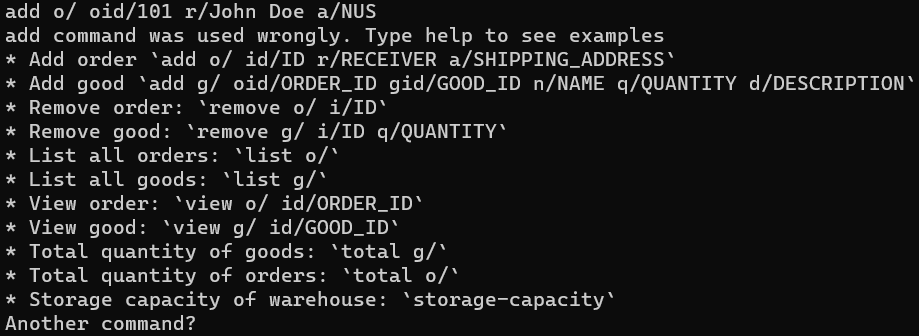 add o/ oid/101 r/John Doe a/NUS
add command was used wrongly. Type help to see examples
* Add order `add o/ id/ID r/RECEIVER a/SHIPPING_ADDRESS`
* Add good `add g/ oid/ORDER_ID gid/GOOD_ID n/NAME q/QUANTITY d/DESCRIPTION`
* Remove order: `remove o/ i/ID`
* Remove good: `remove g/ i/ID q/QUANTITY`
* List all orders: `list o/`
* List all goods: `list g/`
* View order: `view o/ id/ORDER_ID`
* View good: `view g/ id/GOOD_ID`
* Total quantity of goods: `total g/`
* Total quantity of orders: `total o/`
* Storage capacity of warehouse: `storage-capacity`
Another command?